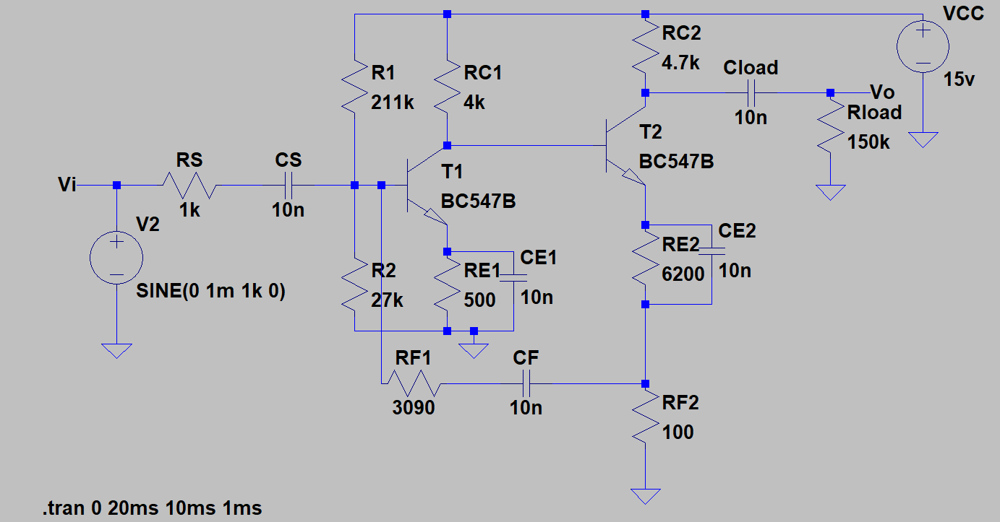 VCC
15v
RC2
4.7k
R1
211k
RC1
4k
Cload
10n
Vo
Rload
150k
T2
BC547B
Vi
RS
1k
CS
10n
T1
BC547B
V2
SINE(0 1m 1k 0)
R2
27k
RE1
500
CE1
10n
RE2
6200
CE2
10n
RF1
3090
CF
10n
RF2
100
.tran 0 20ms 10ms 1ms